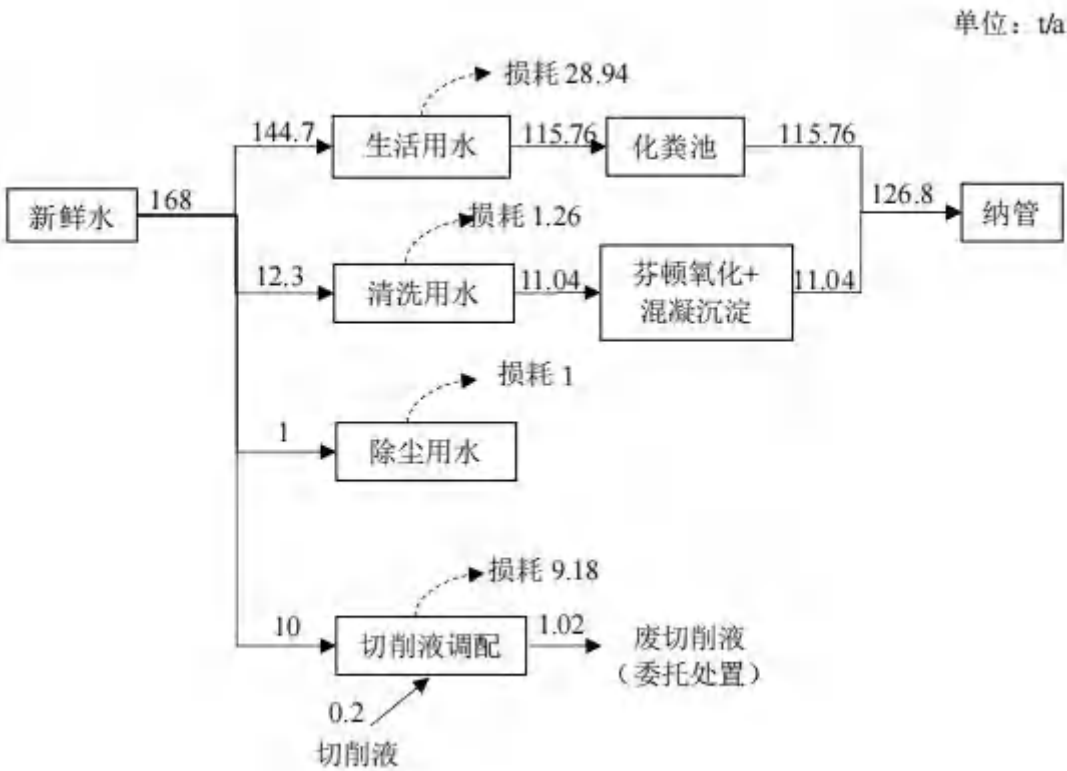 单位：t/a
损耗 28.94
144.7
生活用水
115.76
化粪池
115.76
新鲜水
168
126.8
纳管
损耗 1.26
12.3
清洗用水
11.04
芬顿氧化+
混凝沉淀
11.04
损耗 1
1
除尘用水
损耗 9.18
10
切削液调配
1.02
废切削液
（委托处置）
0.2
切削液